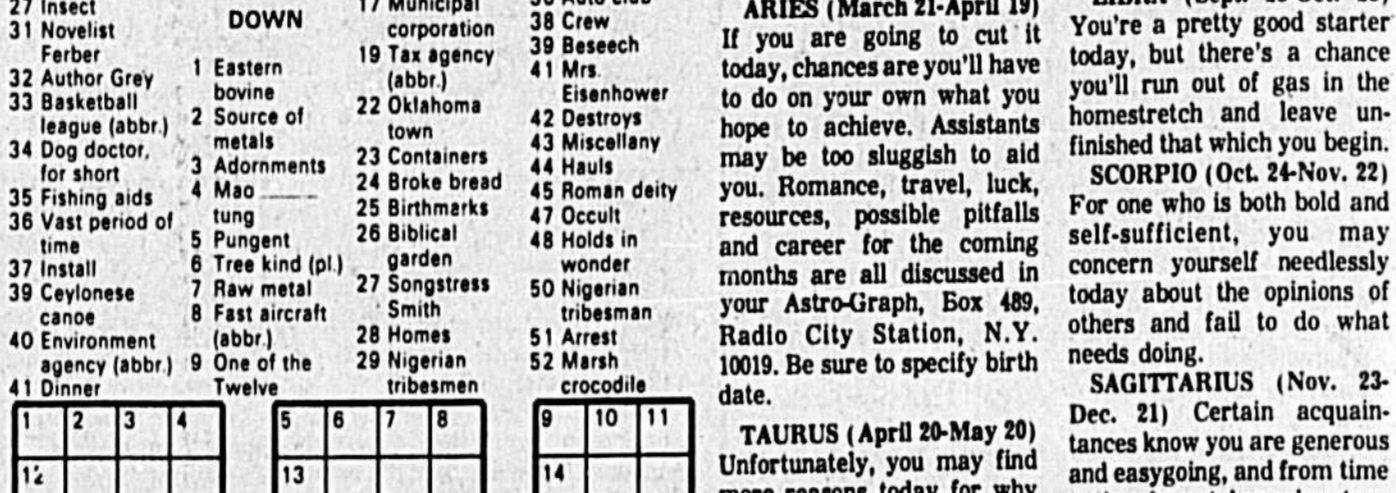 27 Insect
31 Novelist
Ferber
32 Author Grey
33 Basketball
league (abbr.)
34 Dog doctor,
for short
35 Fishing aids
36 Vast period of
time
37 Install
39 Ceylonese
canoe
40 Environment
agency (abbr.)
41 Dinner
DOWN
1 Eastern
bovine
2 Source of
metals
3 Adornments
4 Mao ____
tung
5 Pungent
6 Tree kind (pl.)
7 Raw metal
8 Fast aircraft
(abbr.)
9 One of the
Twelve
17 Municipal
corporation
19 Tax agency
(abbr.)
22 Oklahoma
town
23 Containers
24 Broke bread
25 Birthmarks
26 Biblical
garden
27 Songstress
Smith
28 Homes
29 Nigerian
tribesmen
38 Crew
39 Beseech
41 Mrs.
Eisenhower
42 Destroys
43 Miscellany
44 Hauls
45 Roman deity
47 Occult
48 Holds in
wonder
50 Nigerian
tribesman
51 Arrest
52 Marsh
crocodile
1 2 3 4 5 6 7 8 9 10 11
12 13 14
ARIES (March 21-April 19)
If you are going to cut it
today, chances are you'll have
to do on your own what you
hope to achieve. Assistants
may be too sluggish to aid
you. Romance, travel, luck,
resources, possible pitfalls
and career for the coming
months are all discussed in
your Astro-Graph, Box 489,
Radio City Station, N.Y.
10019. Be sure to specify birth
date.
TAURUS (April 20-May 20)
Unfortunately, you may find
more reasons today for why
You're a pretty good starter
today, but there's a chance
you'll run out of gas in the
homestretch and leave un-
finished that which you begin.
SCORPIO (Oct. 24-Nov. 22)
For one who is both bold and
self-sufficient, you may
concern yourself needlessly
today about the opinions of
others and fail to do what
needs doing.
SAGITTARIUS (Nov. 23-
Dec. 21) Certain acquain-
tances know you are generous
and easygoing, and from time